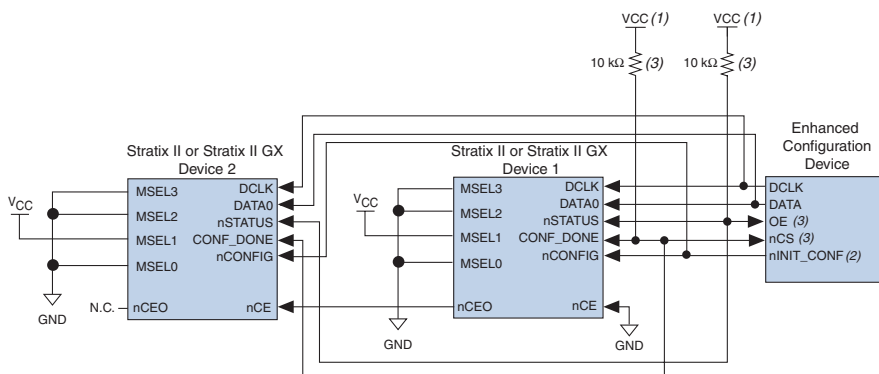 VCC (1)
VCC (1)
10 kΩ
(3)
10 kΩ
(3)
Enhanced
Configuration
Device
Stratix II or Stratix II GX
Device 2
Stratix II or Stratix II GX
Device 1
VCC
MSEL3
MSEL2
MSEL1
MSEL0
nCEO
DCLK
DATA0
nSTATUS
CONF_DONE
nCONFIG
nCE
N.C.
GND
VCC
MSEL3
MSEL2
MSEL1
MSEL0
nCEO
DCLK
DATA0
nSTATUS
CONF_DONE
nCONFIG
nCE
GND
GND
DCLK
DATA
OE (3)
nCS (3)
nINIT_CONF (2)